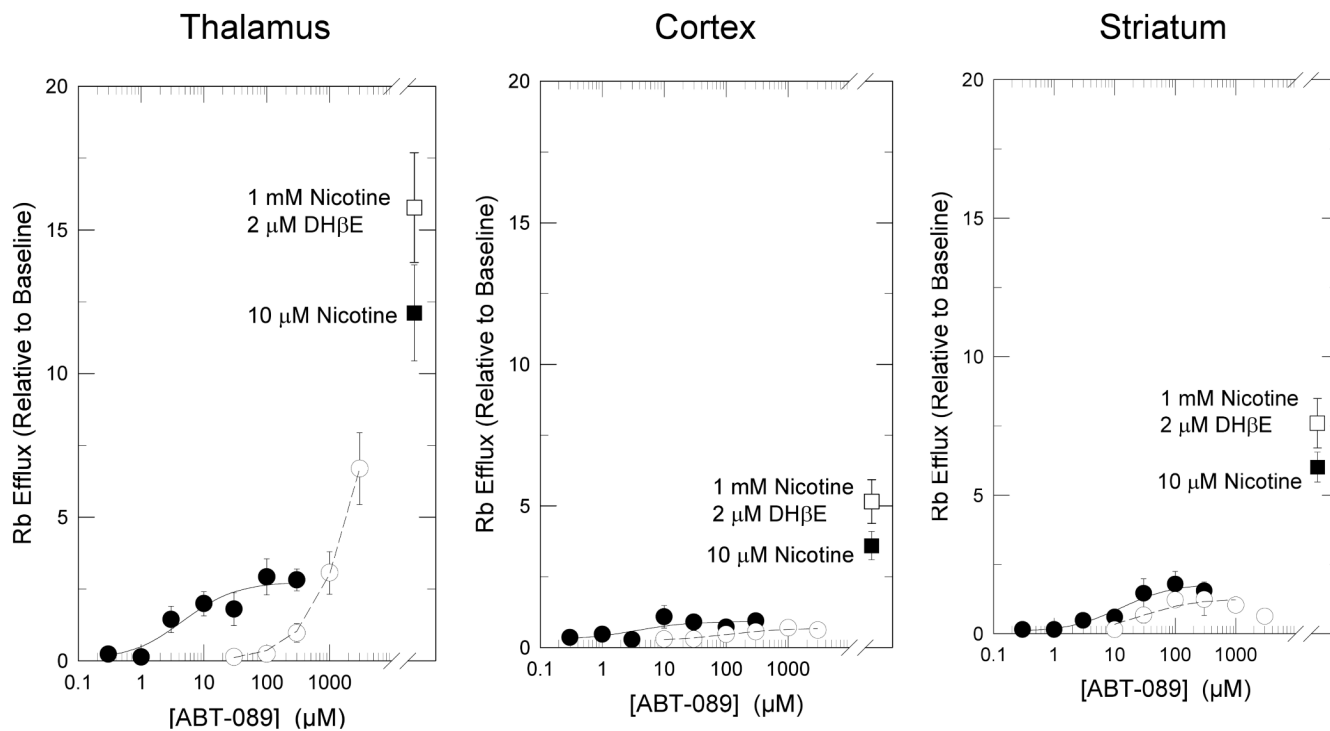 Thalamus
20
15
10
5
0
0.1 1 10 100 1000
Rb Efflux (Relative to Baseline)
[ABT-089] (µM)
1 mM Nicotine
2 µM DHβE
10 µM Nicotine
Cortex
20
15
10
5
0
0.1 1 10 100 1000
Rb Efflux (Relative to Baseline)
[ABT-089] (µM)
1 mM Nicotine
2 µM DHβE
10 µM Nicotine
Striatum
20
15
10
5
0
0.1 1 10 100 1000
Rb Efflux (Relative to Baseline)
[ABT-089] (µM)
1 mM Nicotine
2 µM DHβE
10 µM Nicotine